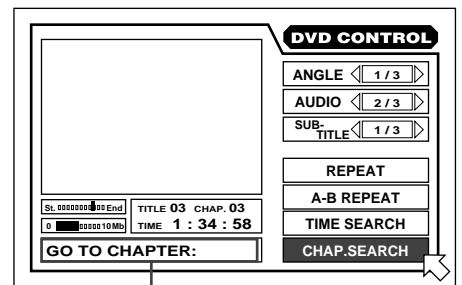 DVD CONTROL
ANGLE 1 / 3
AUDIO 2 / 3
SUB-TITLE 1 / 3
REPEAT
A-B REPEAT
TIME SEARCH
CHAP.SEARCH
St. End
0 10Mb
TITLE 03 CHAP. 03
TIME 1 : 34 : 58
GO TO CHAPTER: